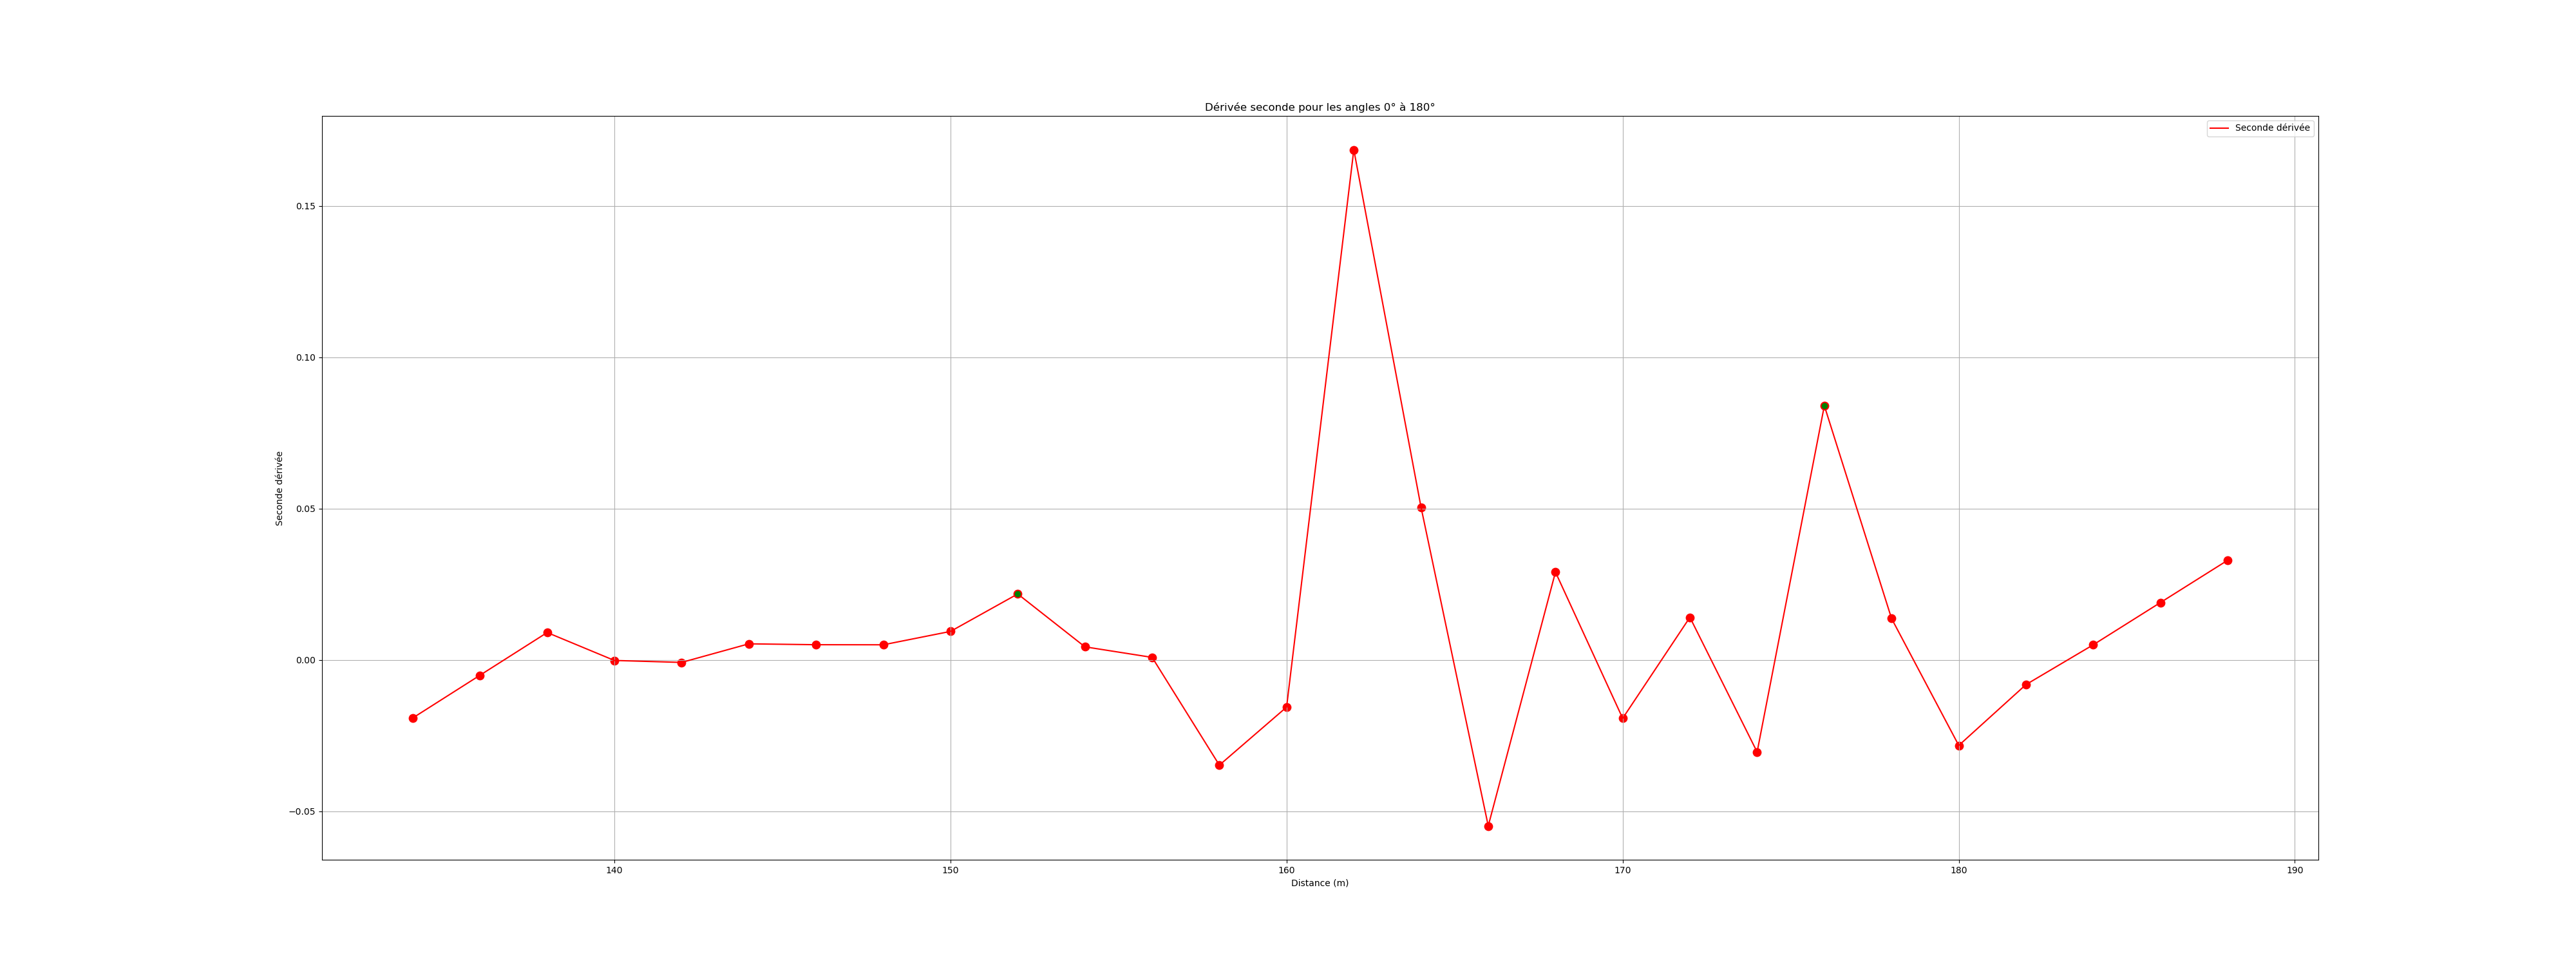 Dérivée seconde pour les angles 0° à 180°
Seconde dérivée
0.15
0.10
0.05
0.00
−0.05
Seconde dérivée
140
150
160
170
180
190
Distance (m)